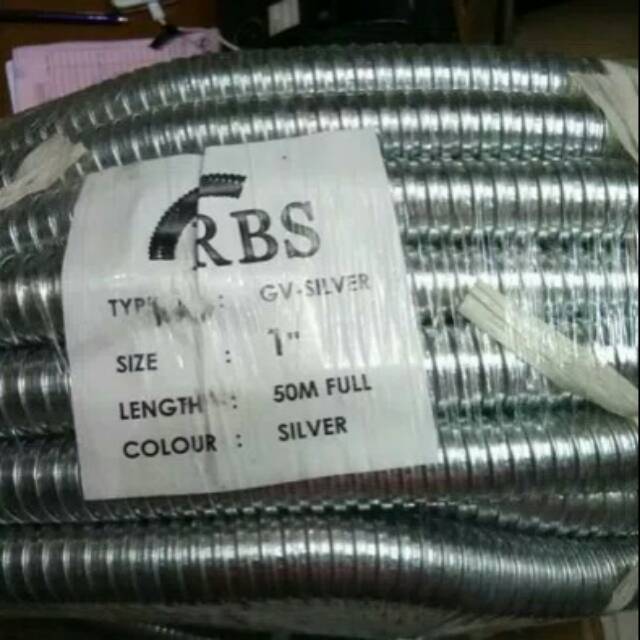 RBS
TYPE : GV-SILVER
SIZE : 1"
LENGTH : 50M FULL
COLOUR : SILVER